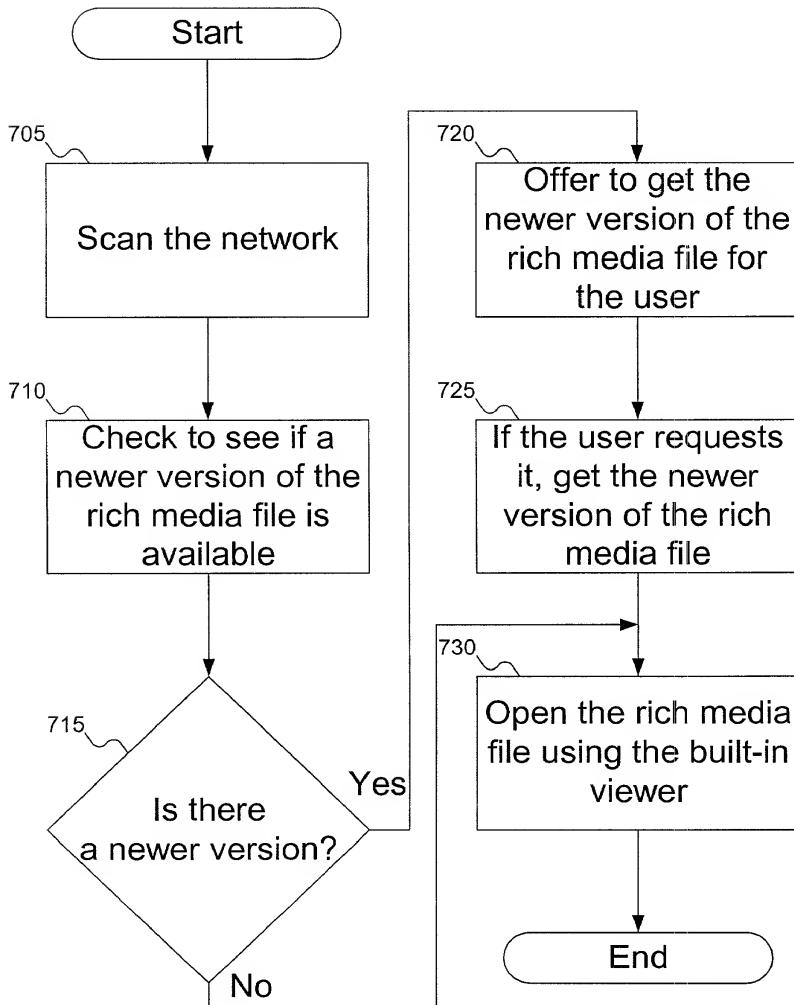 Start
705
Scan the network
710
Check to see if a
newer version of the
rich media file is
available
715
Is there
a newer version?
Yes
No
720
Offer to get the
newer version of the
rich media file for
the user
725
If the user requests
it, get the newer
version of the rich
media file
730
Open the rich media
file using the built-in
viewer
End